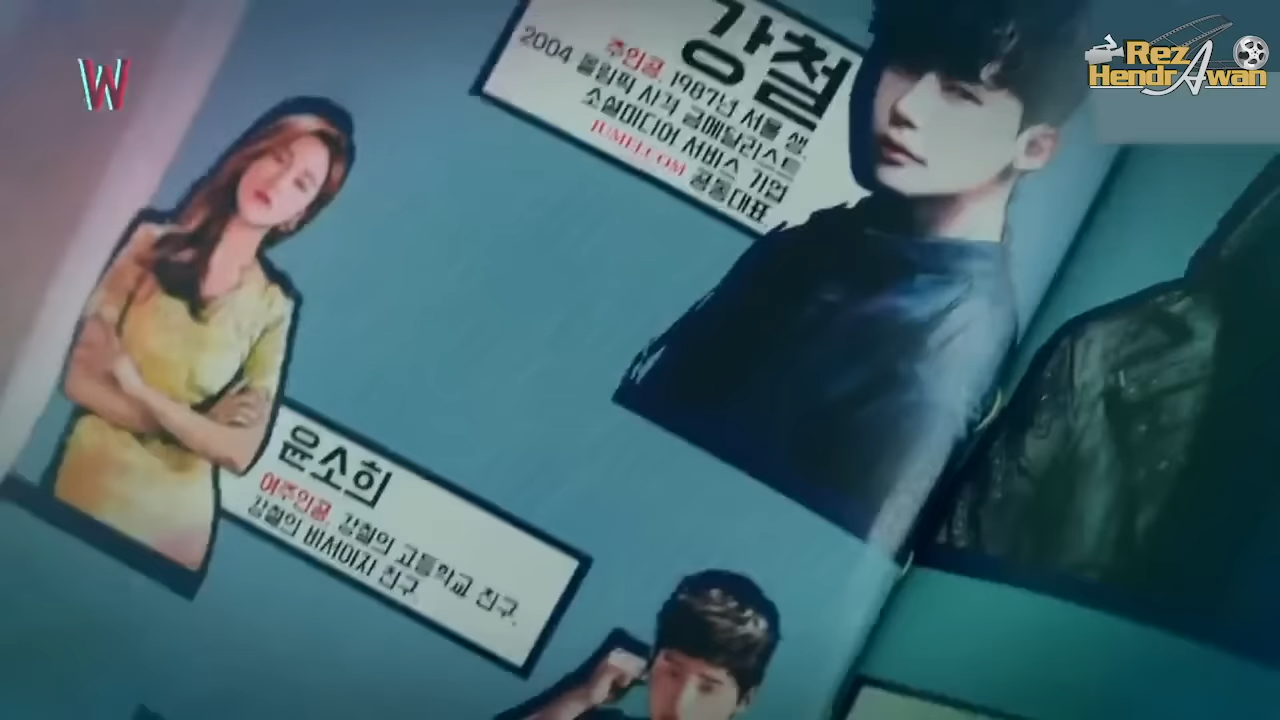 W
Rez
HendrAwan
강철
주인공. 1987년 서울 생.
2004 올림픽 사격 금메달리스트
소셜미디어 서비스 기업
JUMELCOM 공동대표.
윤소희
여주인공. 강철의 고등학교 친구.
강철의 비서이자 친구